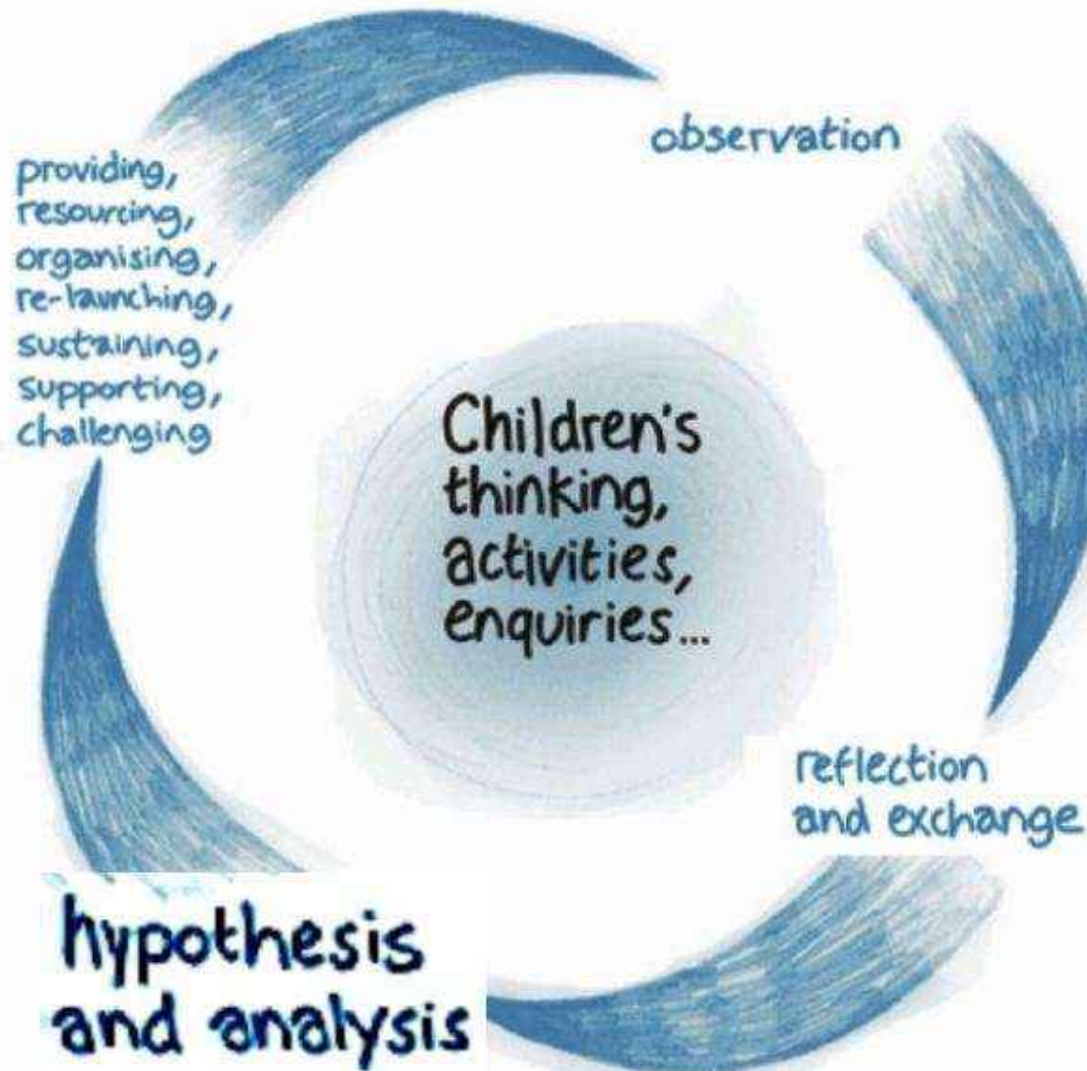 observation
reflection
and exchange
hypothesis
and analysis
providing,
resourcing,
organising,
re-launching,
sustaining,
supporting,
challenging
Children's
thinking,
activities,
enquiries...